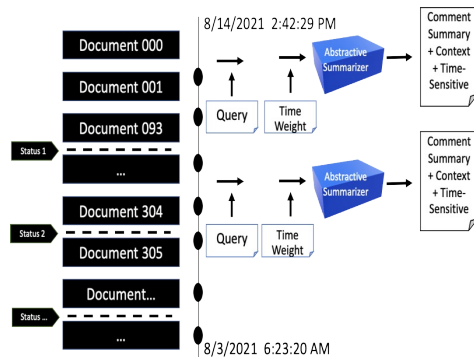 8/14/2021 2:42:29 PM
Document 000
Document 001
Document 093
Status 1
...
Document 304
Status 2
Document 305
Document...
Status ...
...
8/3/2021 6:23:20 AM
Query
Time
Weight
Abstractive
Summarizer
Comment
Summary
+ Context
+ Time-
Sensitive
Query
Time
Weight
Abstractive
Summarizer
Comment
Summary
+ Context
+ Time-
Sensitive